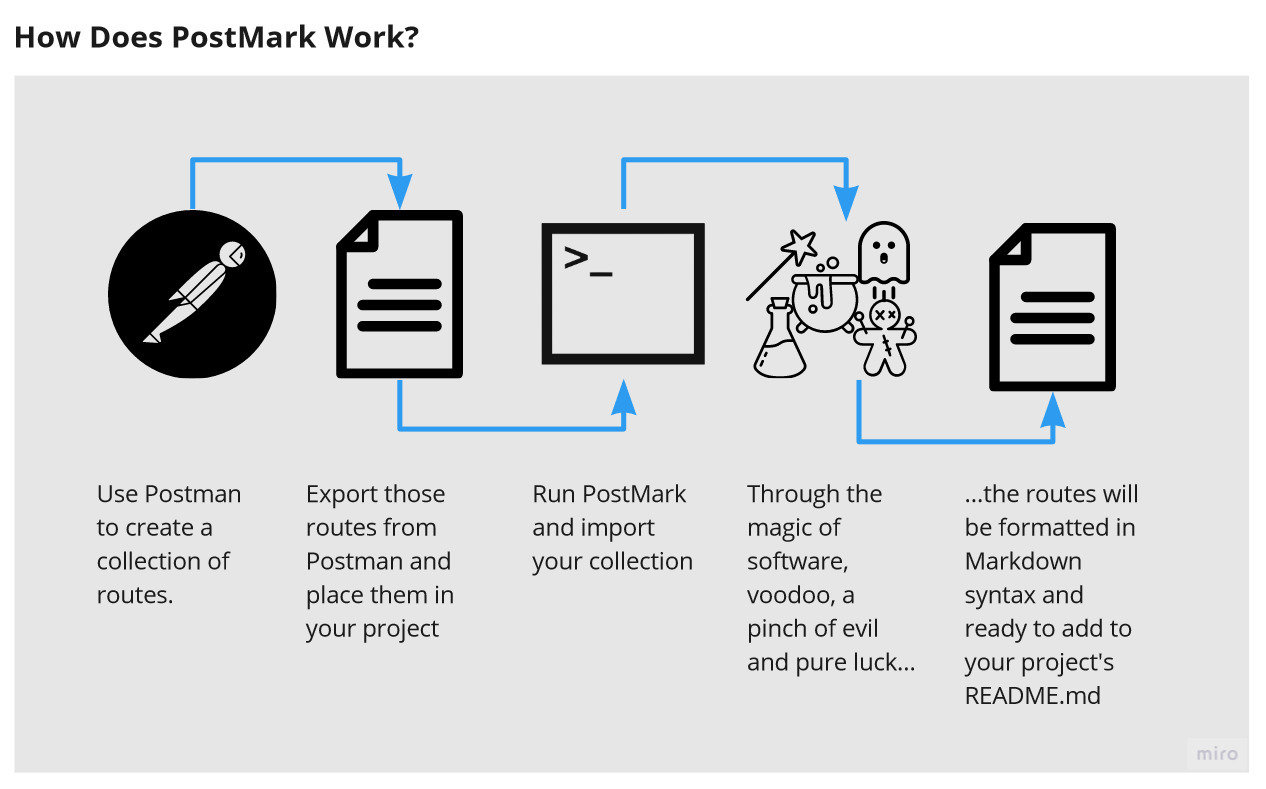 How Does PostMark Work?
>_
Use Postman
to create a
collection of
routes.
Export those
routes from
Postman and
place them in
your project
Run PostMark
and import
your collection
Through the
magic of
software,
voodoo, a
pinch of evil
and pure luck...
...the routes will
be formatted in
Markdown
syntax and
ready to add to
your project's
README.md
miro